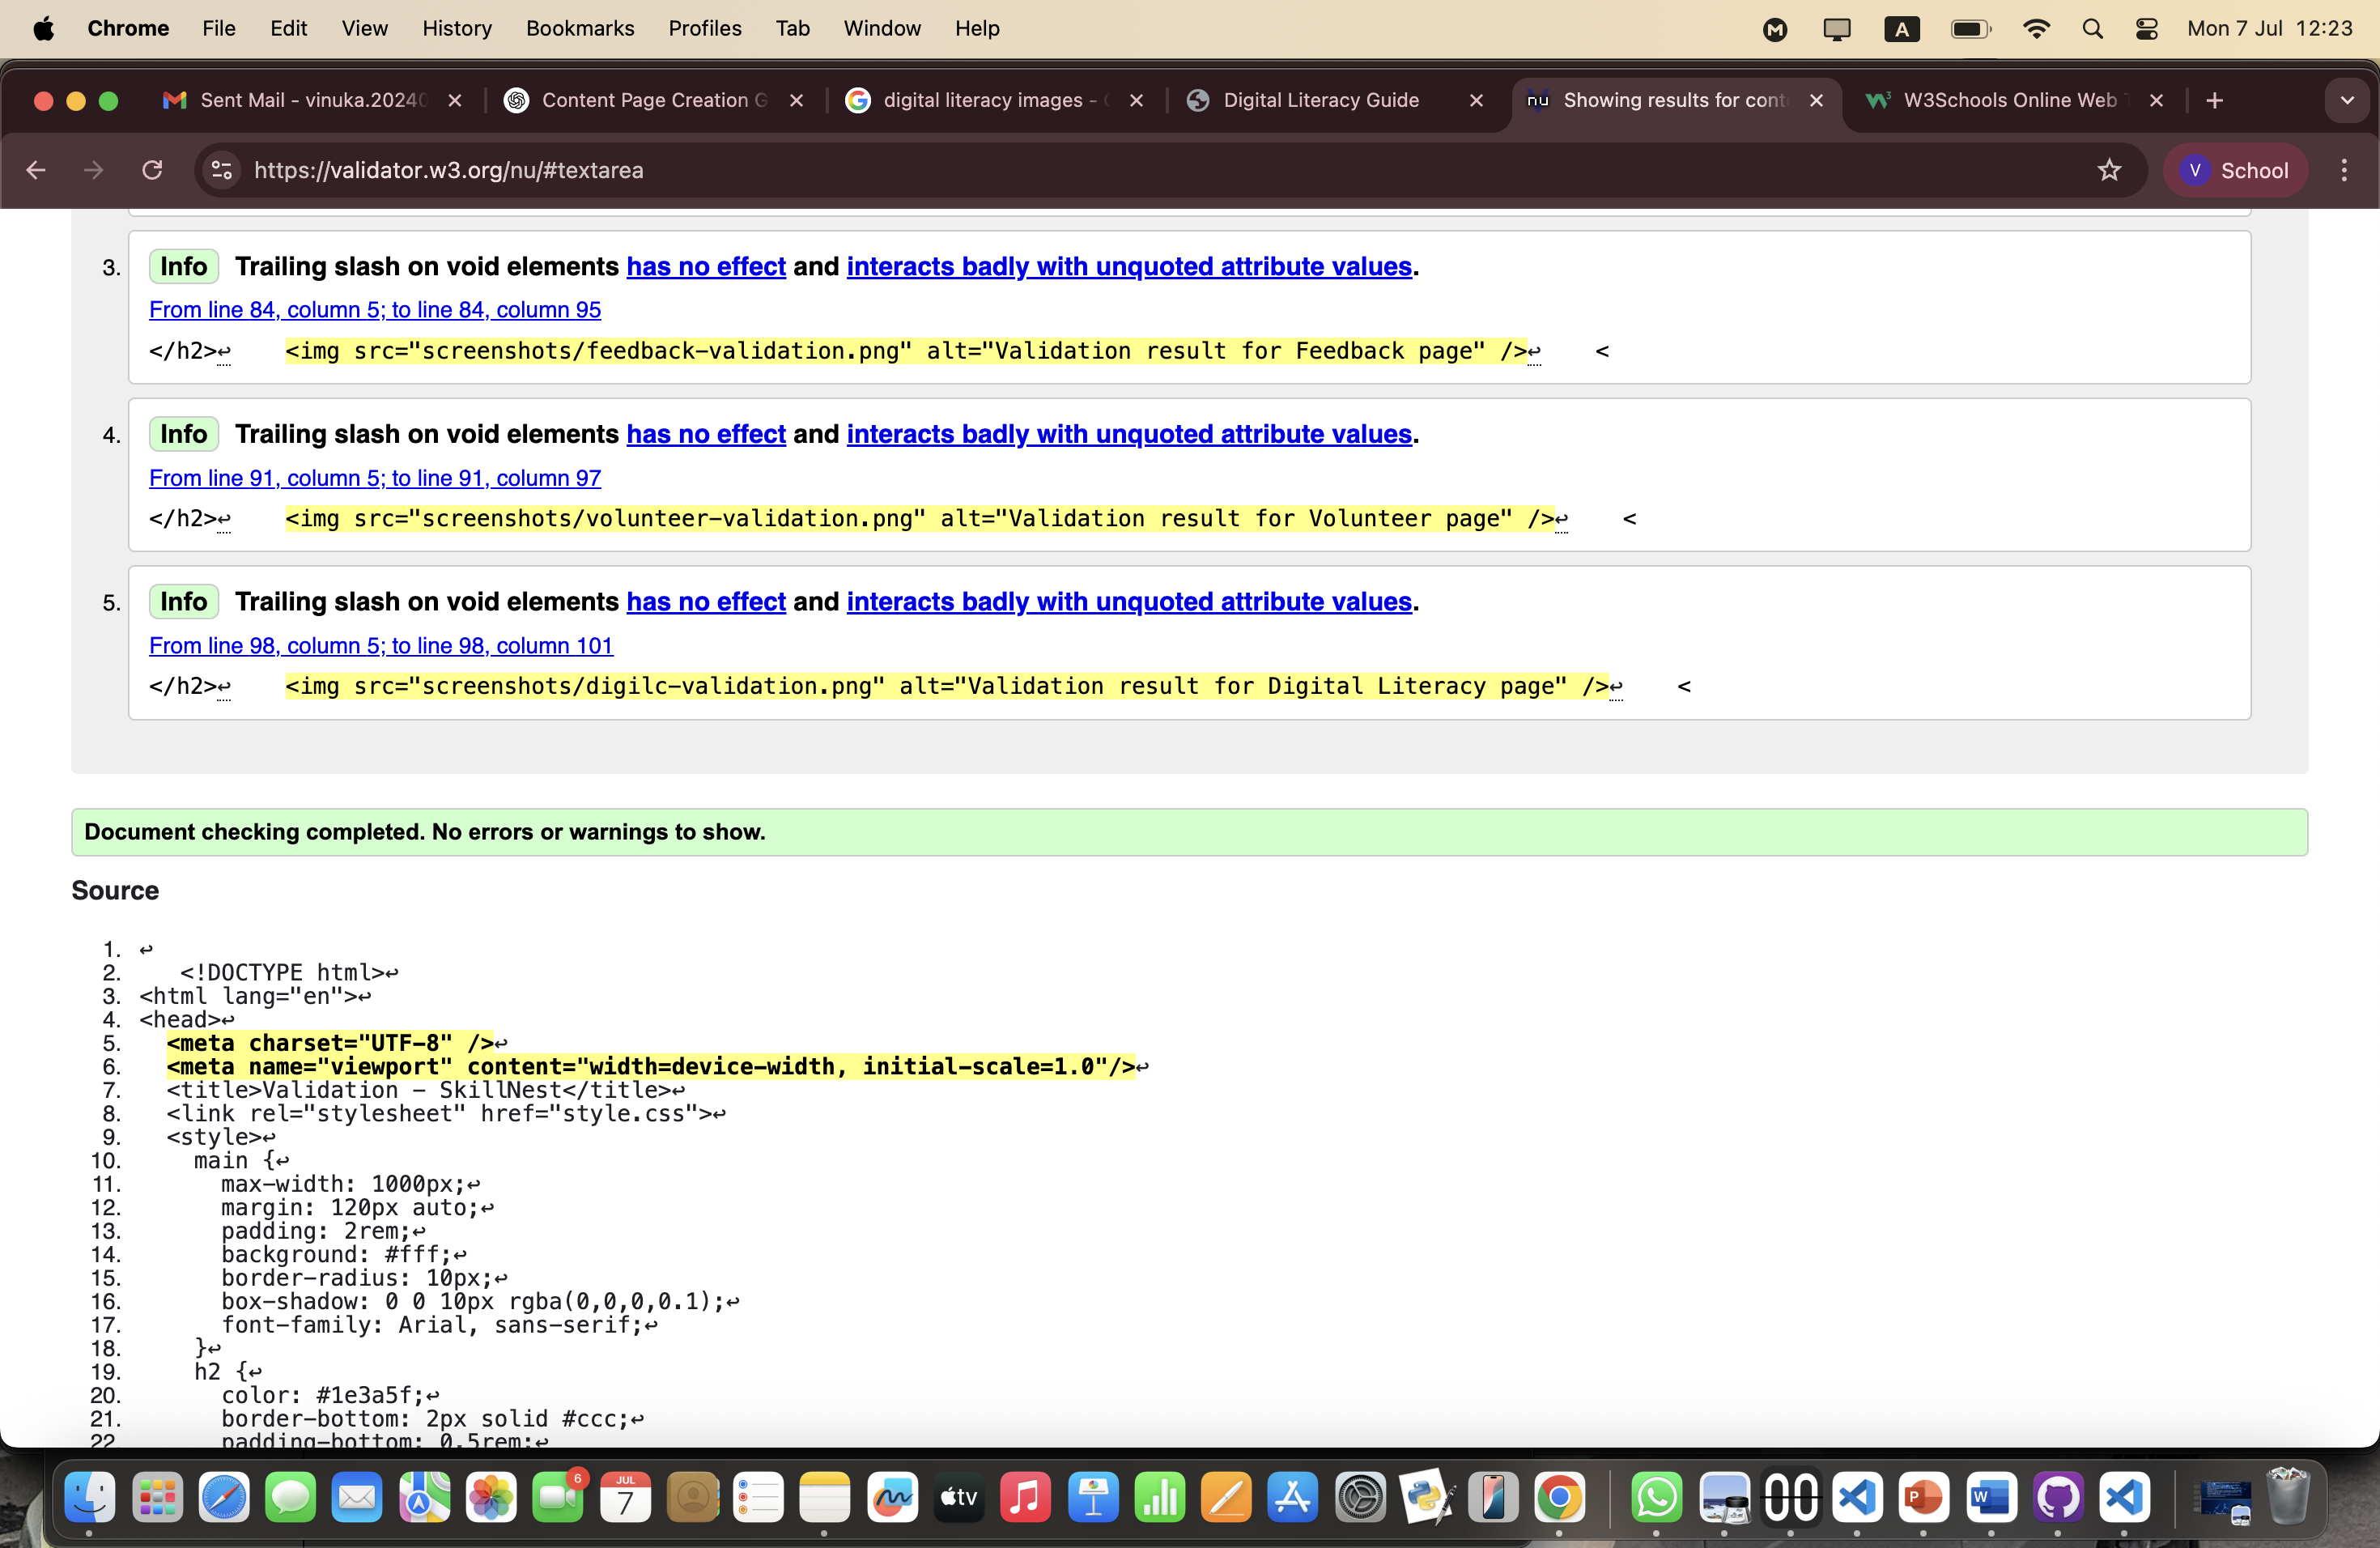 Chrome File Edit View History Bookmarks Profiles Tab Window Help A Mon 7 Jul 12:23
Sent Mail - vinuka.2024 Content Page Creation G digital literacy images - Digital Literacy Guide nu Showing results for cont W3Schools Online Web
https://validator.w3.org/nu/#textarea V School
3. Info Trailing slash on void elements has no effect and interacts badly with unquoted attribute values.
From line 84, column 5; to line 84, column 95
</h2>↩ <img src="screenshots/feedback-validation.png" alt="Validation result for Feedback page" />↩ <
4. Info Trailing slash on void elements has no effect and interacts badly with unquoted attribute values.
From line 91, column 5; to line 91, column 97
</h2>↩ <img src="screenshots/volunteer-validation.png" alt="Validation result for Volunteer page" />↩ <
5. Info Trailing slash on void elements has no effect and interacts badly with unquoted attribute values.
From line 98, column 5; to line 98, column 101
</h2>↩ <img src="screenshots/digilc-validation.png" alt="Validation result for Digital Literacy page" />↩ <
Document checking completed. No errors or warnings to show.
Source
1. ↩
2. <!DOCTYPE html>↩
3. <html lang="en">↩
4. <head>↩
5. <meta charset="UTF-8" />↩
6. <meta name="viewport" content="width=device-width, initial-scale=1.0"/>↩
7. <title>Validation - SkillNest</title>↩
8. <link rel="stylesheet" href="style.css">↩
9. <style>↩
10. main {↩
11. max-width: 1000px;↩
12. margin: 120px auto;↩
13. padding: 2rem;↩
14. background: #fff;↩
15. border-radius: 10px;↩
16. box-shadow: 0 0 10px rgba(0,0,0,0.1);↩
17. font-family: Arial, sans-serif;↩
18. }↩
19. h2 {↩
20. color: #1e3a5f;↩
21. border-bottom: 2px solid #ccc;↩
22. padding-bottom: 0.5rem;↩
6 JUL 7 tv P W